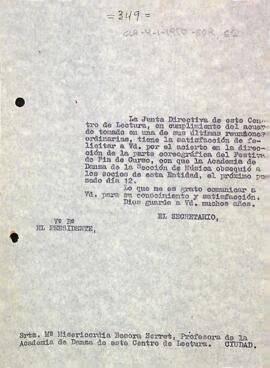 = 349 =
La Junta Directiva de este Cen-
tro de Lectura, en cumplimiento del acuer-
do tomado en una de sus últimas reuniones
ordinarias, tiene la satisfacción de fe-
licitar a Vd. por el acierto en la direc-
ción de la parte coreográfica del Festival
de Fin de Curso, con que la Academia de
Danza de la Sección de Música obsequió a
los socios de esta Entidad, el próximo pa-
sado día 12.
Lo que me es grato comunicar a
Vd. para su conocimiento y satisfacción.
Dios guarde a Vd. muchos años.
EL SECRETARIO,
Vº Bº
EL PRESIDENTE,
Srta. Mª Misericordia Besora Serret, Profesora de la
Academia de Danza de este Centro de Lectura. CIUDAD.